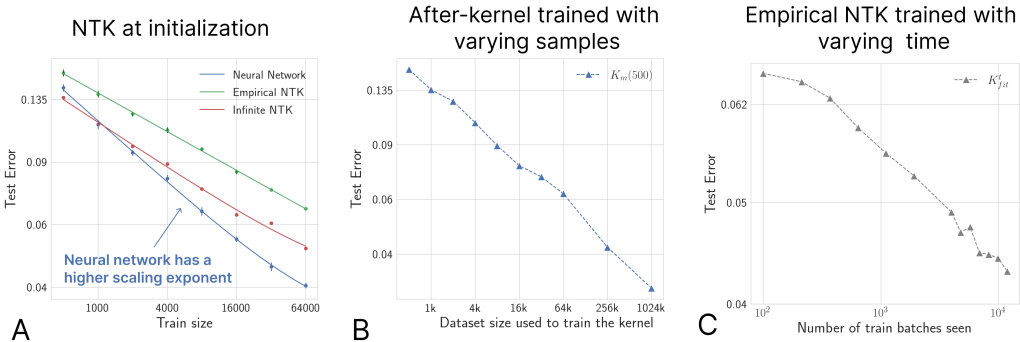 NTK at initialization
Neural Network
Empirical NTK
Infinite NTK
0.135
0.09
0.06
0.04
Test Error
Neural network has a
higher scaling exponent
1000
4000
16000
64000
Train size
A
After-kernel trained with
varying samples
K_m(500)
0.135
0.09
0.06
0.04
Test Error
1k
4k
16k
64k
256k
1024k
Dataset size used to train the kernel
B
Empirical NTK trained with
varying time
K^t_{fit}
0.062
0.05
0.04
Test Error
10^2
10^3
10^4
Number of train batches seen
C